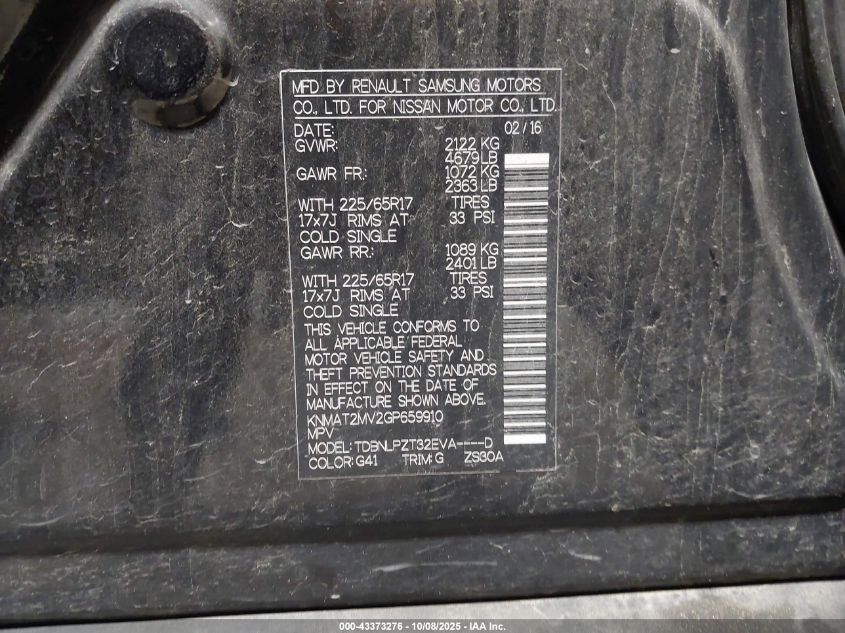 MFD BY RENAULT SAMSUNG MOTORS
CO., LTD. FOR NISSAN MOTOR CO., LTD.
DATE: 02 / 16
GVWR: 2122 KG
4679 LB
GAWR FR: 1072 KG
2363 LB
WITH 225/65R17 TIRES
17x7J RIMS AT 33 PSI
COLD SINGLE
GAWR RR: 1089 KG
2401 LB
WITH 225/65R17 TIRES
17x7J RIMS AT 33 PSI
COLD SINGLE
THIS VEHICLE CONFORMS TO
ALL APPLICABLE FEDERAL
MOTOR VEHICLE SAFETY AND
THEFT PREVENTION STANDARDS
IN EFFECT ON THE DATE OF
MANUFACTURE SHOWN ABOVE.
KNMAT2MV2GP659910
MPV
MODEL: TDBNLPZT32EVA----D
COLOR: G41 TRIM: G ZS30A
000-43373276 - 10/08/2025 - IAA Inc.